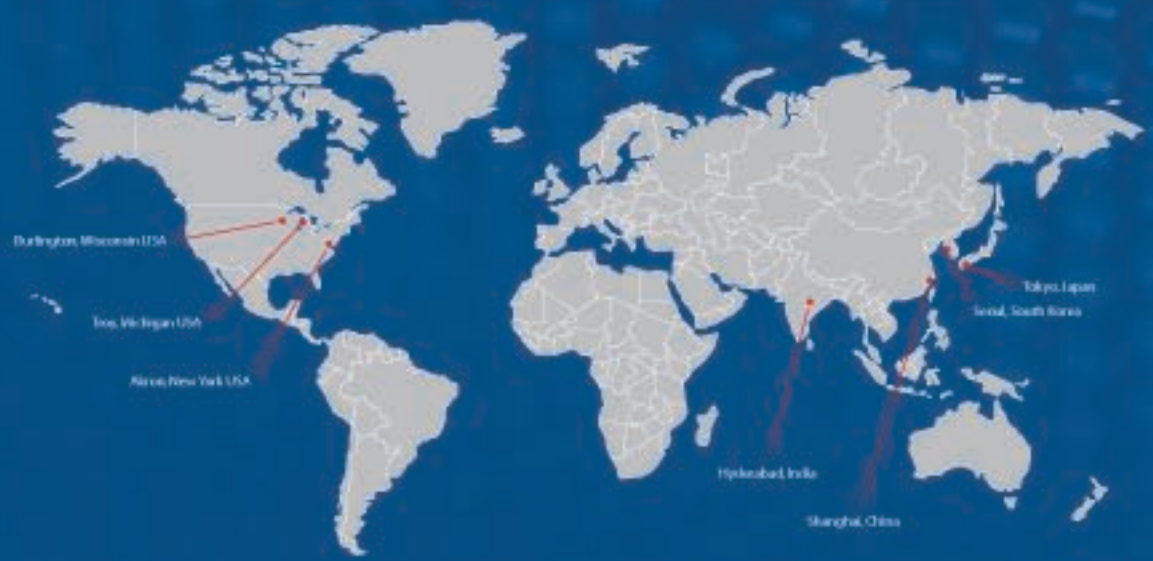 Burlington, Wisconsin USA
Troy, Michigan USA
Akron, New York USA
Tokyo, Japan
Seoul, South Korea
Hyderabad, India
Shanghai, China